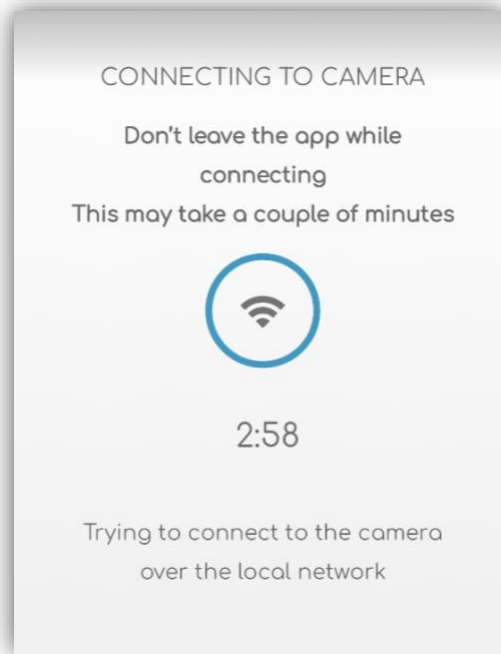 CONNECTING TO CAMERA
Don't leave the app while
connecting
This may take a couple of minutes
2:58
Trying to connect to the camera
over the local network